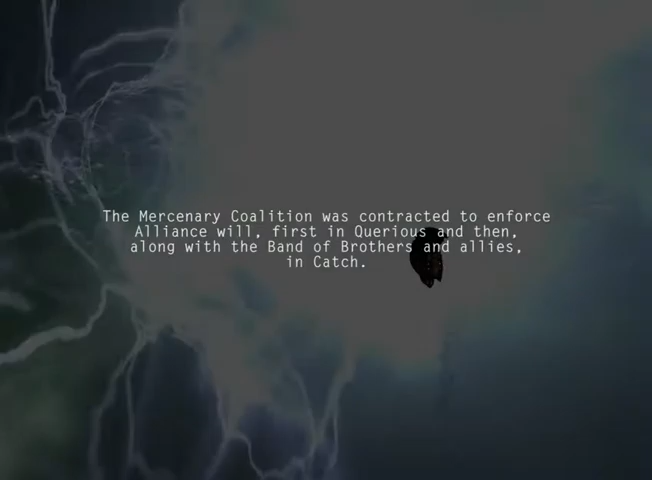 The Mercenary Coalition was contracted to enforce
Alliance will, first in Querious and then,
along with the Band of Brothers and allies,
in Catch.